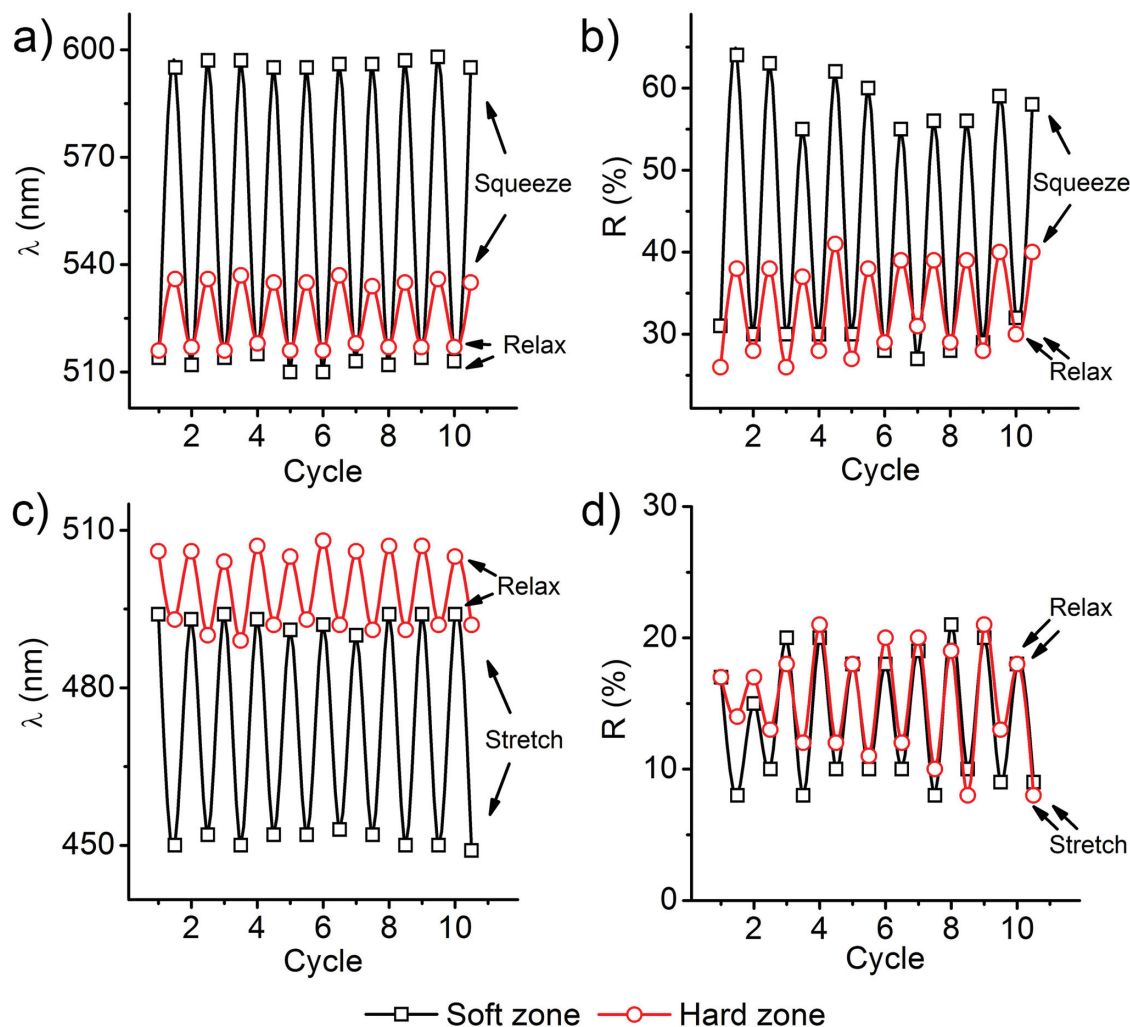 a)
600
570
540
510
λ (nm)
2 4 6 8 10
Cycle
Squeeze
Relax
b)
60
50
40
30
R (%)
2 4 6 8 10
Cycle
Squeeze
Relax
c)
510
480
450
λ (nm)
2 4 6 8 10
Cycle
Relax
Stretch
d)
30
20
10
0
R (%)
2 4 6 8 10
Cycle
Relax
Stretch
Soft zone Hard zone